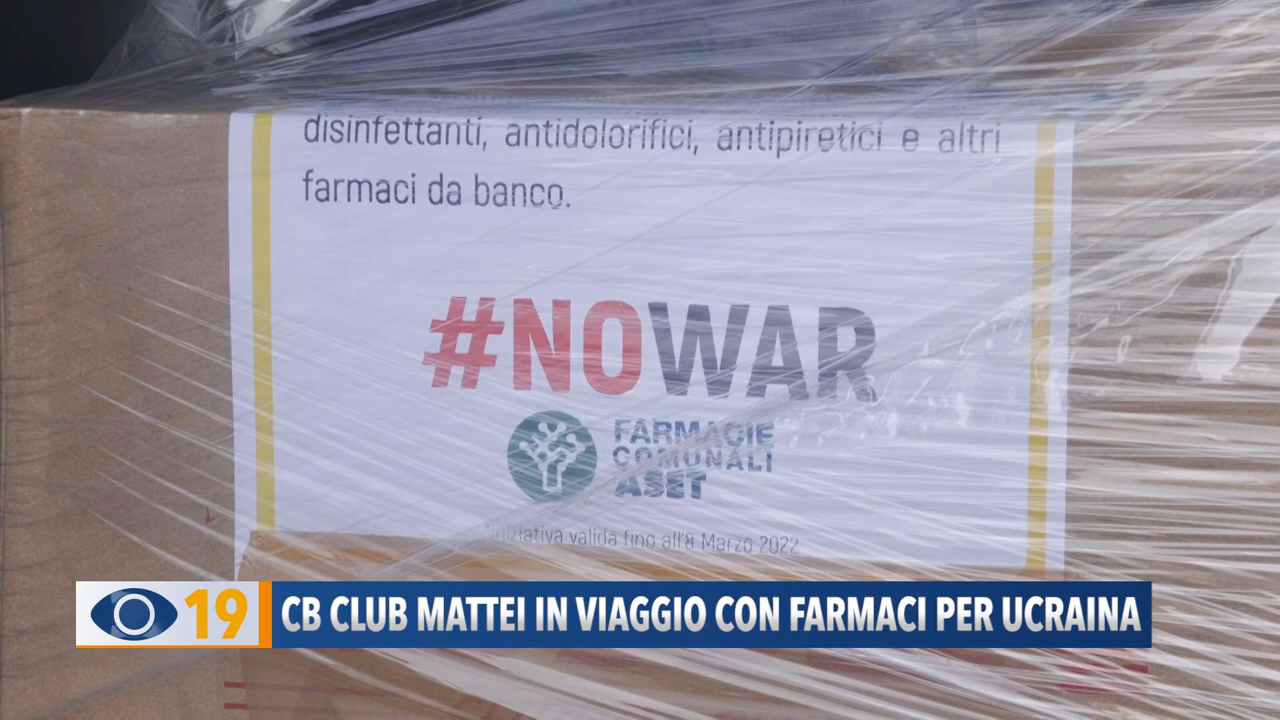 disinfettanti, antidolorifici, antipiretici e altri
farmaci da banco.
#NOWAR
FARMACIE
COMUNALI
ASET
*iniziativa valida fino all'8 Marzo 2022
19
CB CLUB MATTEI IN VIAGGIO CON FARMACI PER UCRAINA